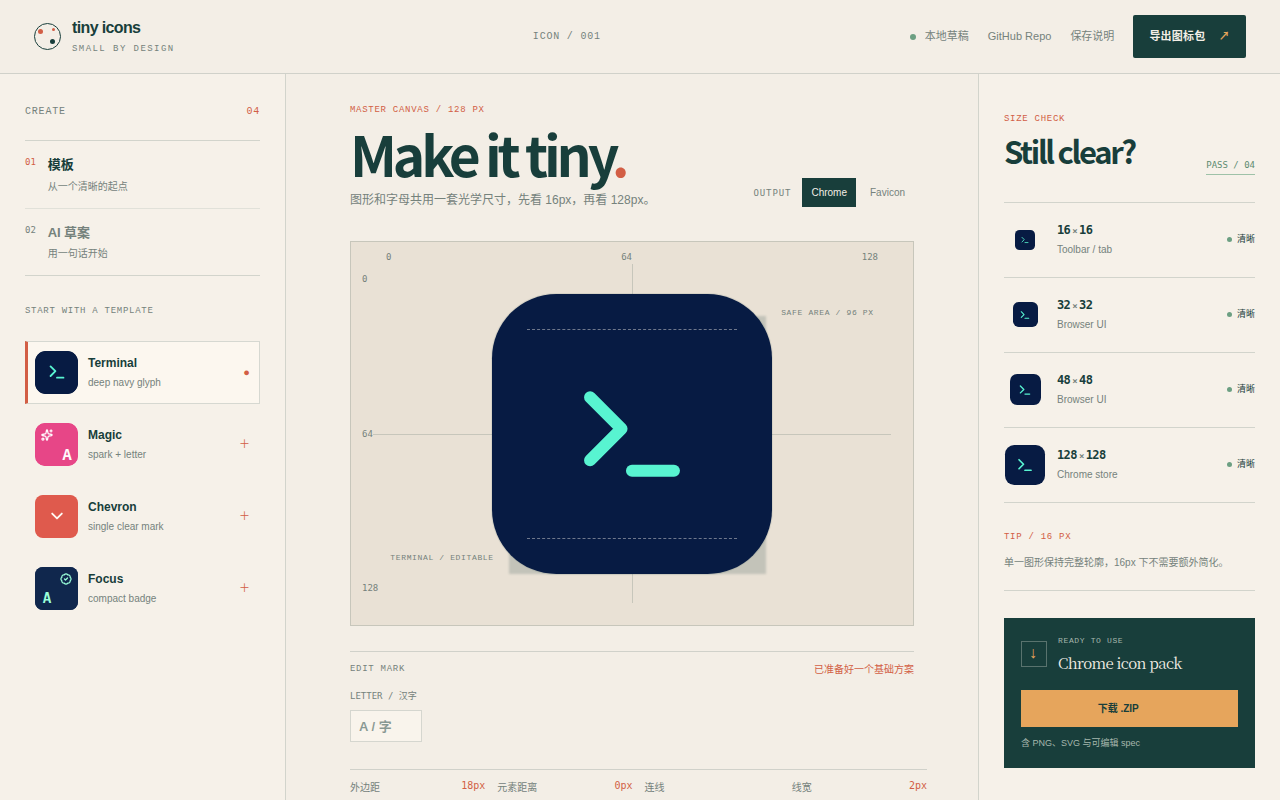 tiny icons
SMALL BY DESIGN
ICON / 001
本地草稿
GitHub Repo
保存说明
导出图标包 ↗
CREATE 04
01 模板
从一个清晰的起点
02 AI 草案
用一句话开始
START WITH A TEMPLATE
Terminal
deep navy glyph
A
Magic
spark + letter
+
Chevron
single clear mark
+
A
Focus
compact badge
+
MASTER CANVAS / 128 PX
Make it tiny.
图形和字母共用一套光学尺寸，先看 16px，再看 128px。
OUTPUT Chrome Favicon
0 64 128
0
SAFE AREA / 96 PX
64
TERMINAL / EDITABLE
128
EDIT MARK 已准备好一个基础方案
LETTER / 汉字
A / 字
外边距 18px 元素距离 0px 连线 线宽 2px
SIZE CHECK
Still clear?
PASS / 04
16×16
Toolbar / tab
清晰
32×32
Browser UI
清晰
48×48
Browser UI
清晰
128×128
Chrome store
清晰
TIP / 16 PX
单一图形保持完整轮廓，16px 下不需要额外简化。
↓
READY TO USE
Chrome icon pack
下载 .ZIP
含 PNG、SVG 与可编辑 spec